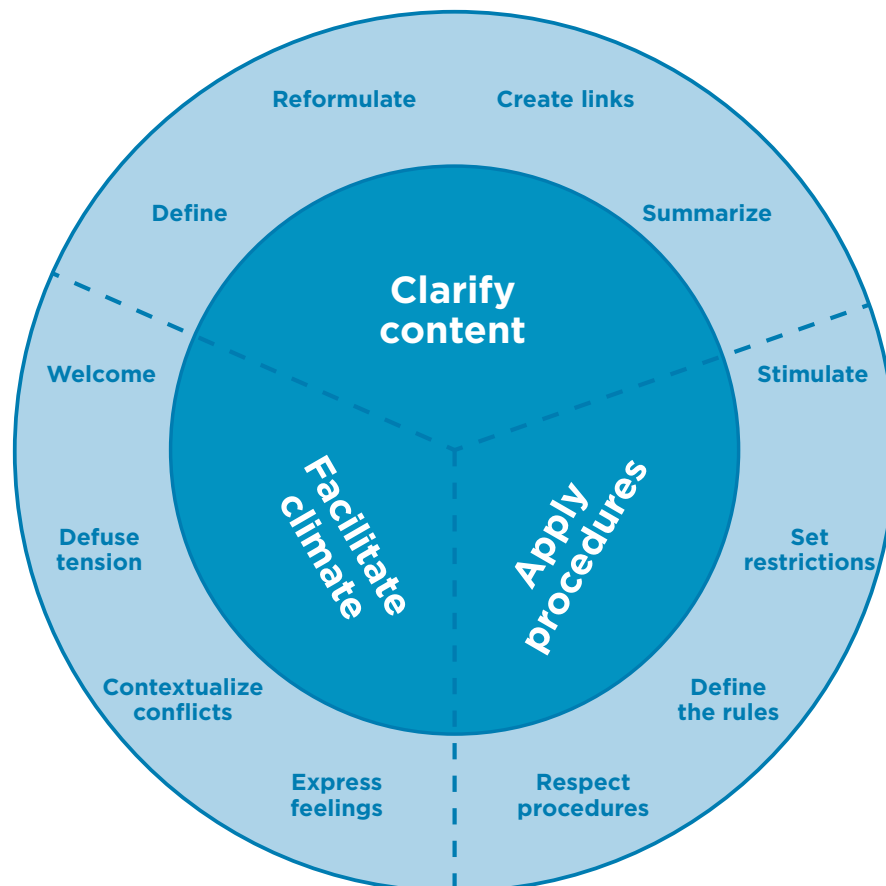 Reformulate
Create links
Define
Summarize
Clarify
content
Welcome
Stimulate
Facilitate
climate
Apply
procedures
Defuse
tension
Set
restrictions
Contextualize
conflicts
Define
the rules
Express
feelings
Respect
procedures